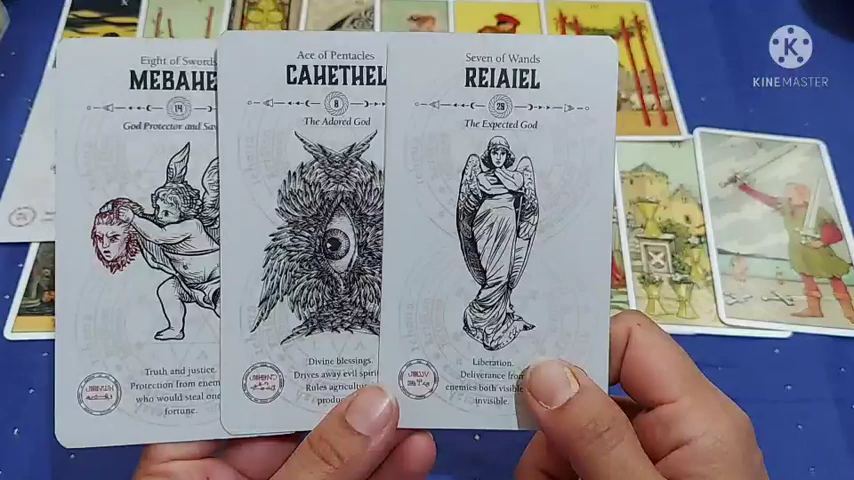 Eight of Swords
MEBAHE
14
God Protector and Sav
Truth and justice.
Protection from enem
who would steal one
fortune.
Ace of Pentacles
CAHETHEL
8
The Adored God
Divine blessings.
Drives away evil spiri
Rules agricultu
produc
Seven of Wands
REIAIEL
29
The Expected God
Liberation.
Deliverance from
enemies both visible
invisible.
K
KINEMASTER